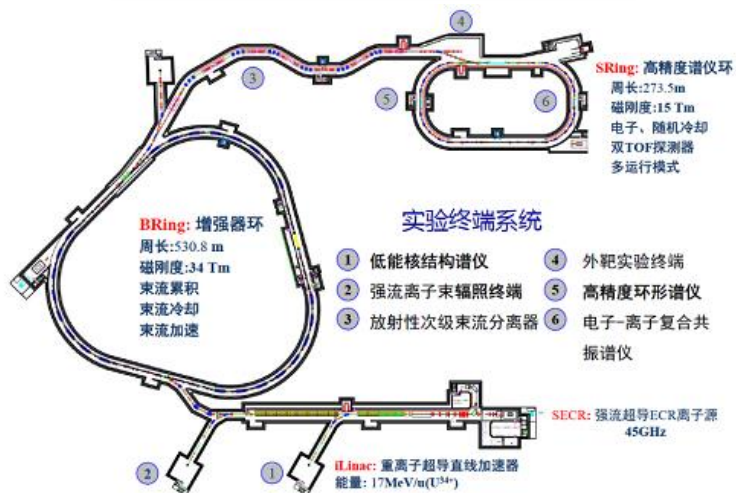 ④
SRing: 高精度谱仪环
周长:273.5m
磁刚度:15 Tm
电子、随机冷却
双TOF探测器
多运行模式
③
⑤
⑥
BRing: 增强器环
周长:530.8 m
磁刚度:34 Tm
束流累积
束流冷却
束流加速
实验终端系统
① 低能核结构谱仪
② 强流离子束辐照终端
③ 放射性次级束流分离器
④ 外靶实验终端
⑤ 高精度环形谱仪
⑥ 电子-离子复合共
振谱仪
SECR: 强流超导ECR离子源
45GHz
②
①
iLinac: 重离子超导直线加速器
能量: 17MeV/u(U³⁴⁺)